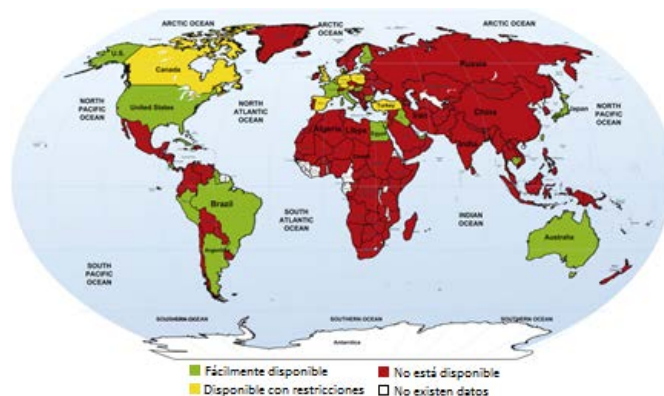 ARCTIC OCEAN
ARCTIC OCEAN
ARCTIC OCEAN
U.S.
Canada
Russia
United States
NORTH
PACIFIC
OCEAN
NORTH
ATLANTIC
OCEAN
Turkey
Algeria
Libya
Egypt
Iran
China
India
Japan
NORTH
PACIFIC
OCEAN
Brazil
Argentina
SOUTH
ATLANTIC
OCEAN
INDIAN
OCEAN
Australia
SOUTH
PACIFIC
OCEAN
SOUTHERN OCEAN
SOUTHERN OCEAN
SOUTHERN OCEAN
Antarctica
Fácilmente disponible
No está disponible
Disponible con restricciones
No existen datos